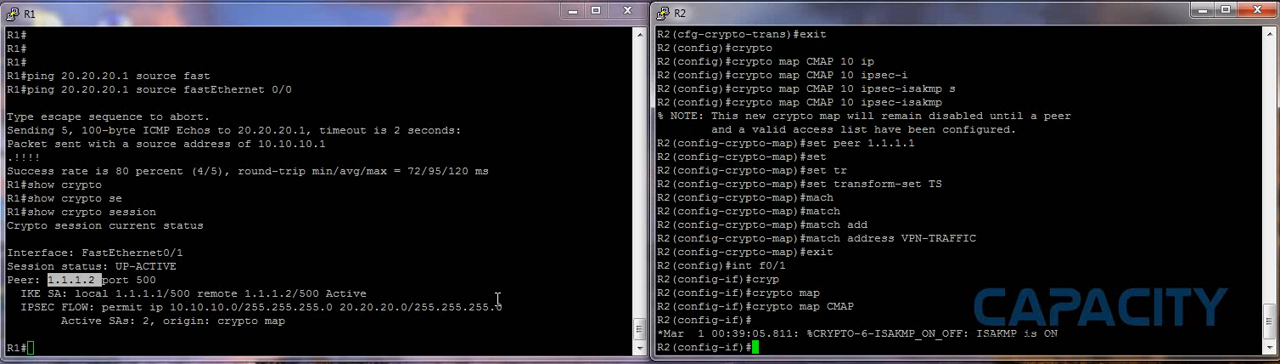 R1
R1#
R1#
R1#
R1#ping 20.20.20.1 source fast
R1#ping 20.20.20.1 source fastEthernet 0/0
Type escape sequence to abort.
Sending 5, 100-byte ICMP Echos to 20.20.20.1, timeout is 2 seconds:
Packet sent with a source address of 10.10.10.1
.!!!!
Success rate is 80 percent (4/5), round-trip min/avg/max = 72/95/120 ms
R1#show crypto
R1#show crypto se
R1#show crypto session
Crypto session current status
Interface: FastEthernet0/1
Session status: UP-ACTIVE
Peer: 1.1.1.2 port 500
IKE SA: local 1.1.1.1/500 remote 1.1.1.2/500 Active
IPSEC FLOW: permit ip 10.10.10.0/255.255.255.0 20.20.20.0/255.255.255.0
Active SAs: 2, origin: crypto map
R1#
R2
R2(cfg-crypto-trans)#exit
R2(config)#crypto
R2(config)#crypto map CMAP 10 ip
R2(config)#crypto map CMAP 10 ipsec-i
R2(config)#crypto map CMAP 10 ipsec-isakmp s
R2(config)#crypto map CMAP 10 ipsec-isakmp
% NOTE: This new crypto map will remain disabled until a peer
and a valid access list have been configured.
R2(config-crypto-map)#set peer 1.1.1.1
R2(config-crypto-map)#set
R2(config-crypto-map)#set tr
R2(config-crypto-map)#set transform-set TS
R2(config-crypto-map)#mach
R2(config-crypto-map)#match
R2(config-crypto-map)#match add
R2(config-crypto-map)#match address VPN-TRAFFIC
R2(config-crypto-map)#exit
R2(config)#int f0/1
R2(config-if)#cryp
R2(config-if)#crypto map
R2(config-if)#crypto map CMAP
R2(config-if)#
*Mar 1 00:39:05.811: %CRYPTO-6-ISAKMP_ON_OFF: ISAKMP is ON
R2(config-if)#
CAPACITY